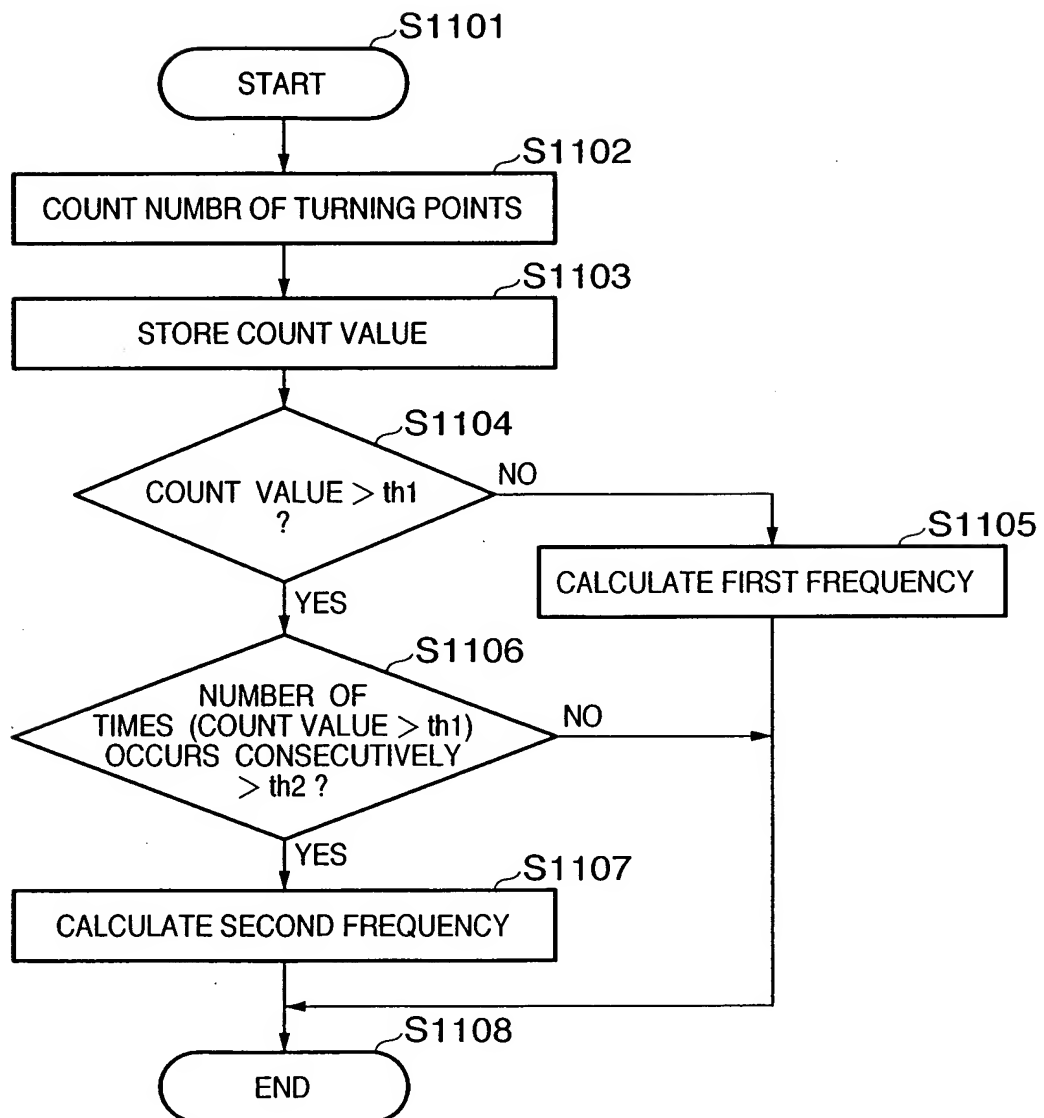 S1101
START
S1102
COUNT NUMBR OF TURNING POINTS
S1103
STORE COUNT VALUE
S1104
COUNT VALUE > th1
?
NO
S1105
CALCULATE FIRST FREQUENCY
YES
S1106
NUMBER OF
TIMES (COUNT VALUE > th1)
OCCURS CONSECUTIVELY
> th2 ?
NO
YES
S1107
CALCULATE SECOND FREQUENCY
S1108
END